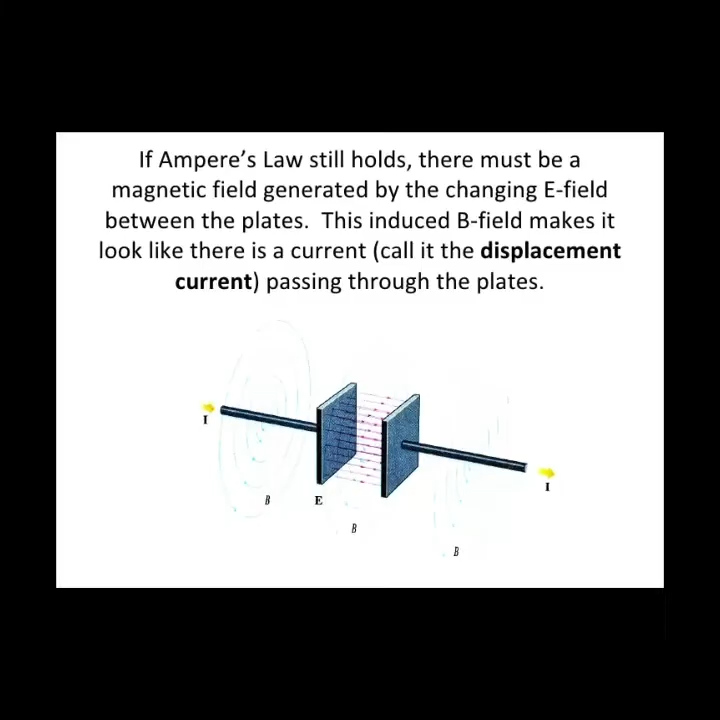 If Ampere’s Law still holds, there must be a
magnetic field generated by the changing E-field
between the plates.  This induced B-field makes it
look like there is a current (call it the displacement
current) passing through the plates.
I
B
E
B
I
B